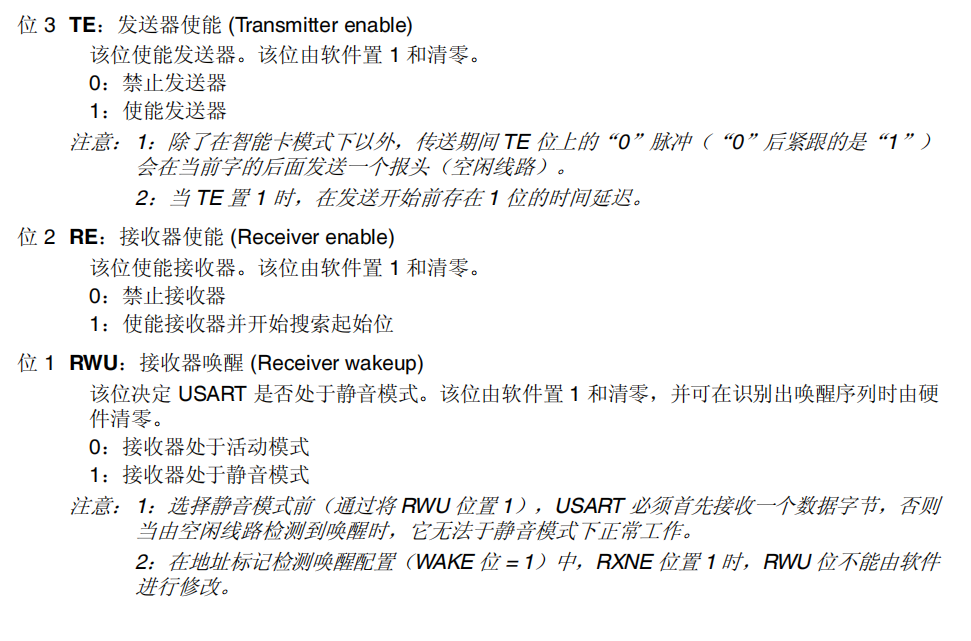 位 3 TE：发送器使能 (Transmitter enable)
该位使能发送器。该位由软件置 1 和清零。
0：禁止发送器
1：使能发送器
注意： 1：除了在智能卡模式下以外，传送期间 TE 位上的“0”脉冲（“0”后紧跟的是“1”）
会在当前字的后面发送一个报头（空闲线路）。
2：当 TE 置 1 时，在发送开始前存在 1 位的时间延迟。
位 2 RE：接收器使能 (Receiver enable)
该位使能接收器。该位由软件置 1 和清零。
0：禁止接收器
1：使能接收器并开始搜索起始位
位 1 RWU：接收器唤醒 (Receiver wakeup)
该位决定 USART 是否处于静音模式。该位由软件置 1 和清零，并可在识别出唤醒序列时由硬
件清零。
0：接收器处于活动模式
1：接收器处于静音模式
注意： 1：选择静音模式前（通过将 RWU 位置 1），USART 必须首先接收一个数据字节，否则
当由空闲线路检测到唤醒时，它无法于静音模式下正常工作。
2：在地址标记检测唤醒配置（WAKE 位 = 1）中，RXNE 位置 1 时，RWU 位不能由软件
进行修改。